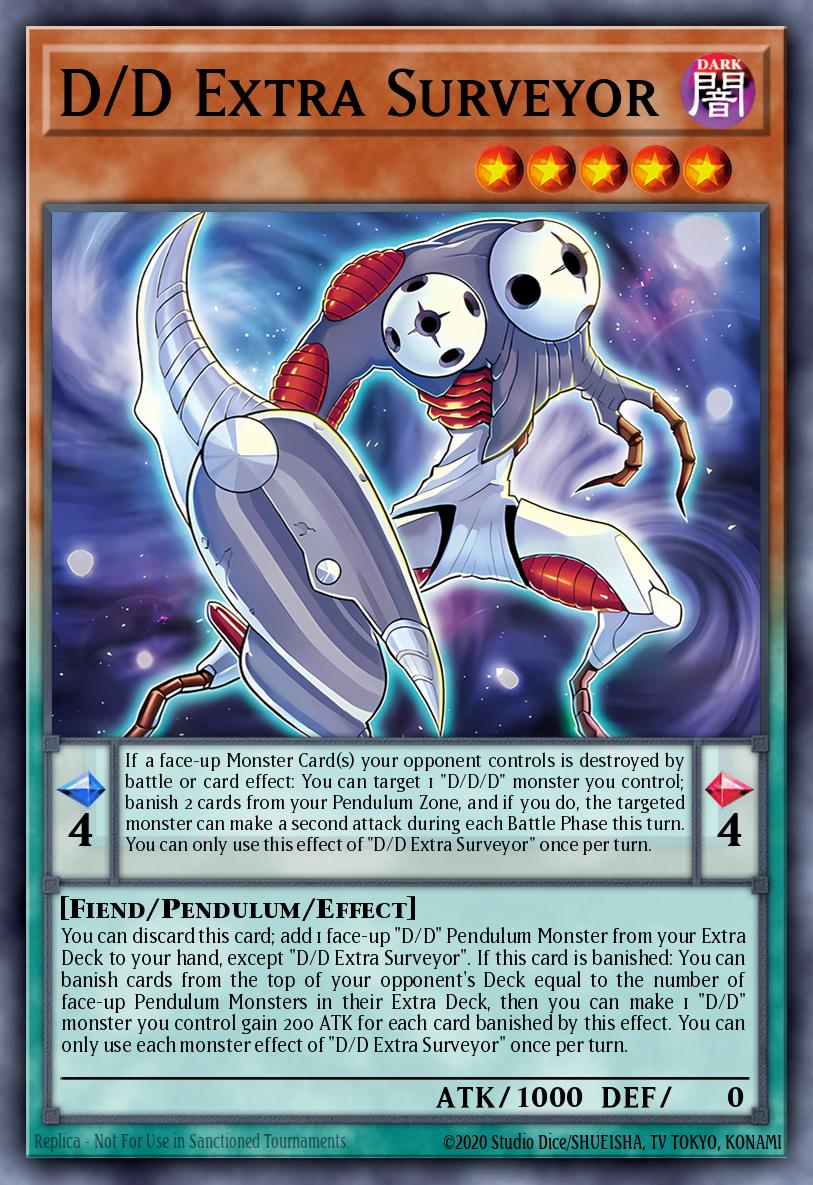 D/D Extra Surveyor
DARK
闇
If a face-up Monster Card(s) your opponent controls is destroyed by
battle or card effect: You can target 1 "D/D/D" monster you control;
banish 2 cards from your Pendulum Zone, and if you do, the targeted
monster can make a second attack during each Battle Phase this turn.
You can only use this effect of "D/D Extra Surveyor" once per turn.
4
4
[Fiend/Pendulum/Effect]
You can discard this card; add 1 face-up "D/D" Pendulum Monster from your Extra
Deck to your hand, except "D/D Extra Surveyor". If this card is banished: You can
banish cards from the top of your opponent's Deck equal to the number of
face-up Pendulum Monsters in their Extra Deck, then you can make 1 "D/D"
monster you control gain 200 ATK for each card banished by this effect. You can
only use each monster effect of "D/D Extra Surveyor" once per turn.
ATK/1000 DEF/ 0
Replica - Not For Use in Sanctioned Tournaments.
©2020 Studio Dice/SHUEISHA, TV TOKYO, KONAMI